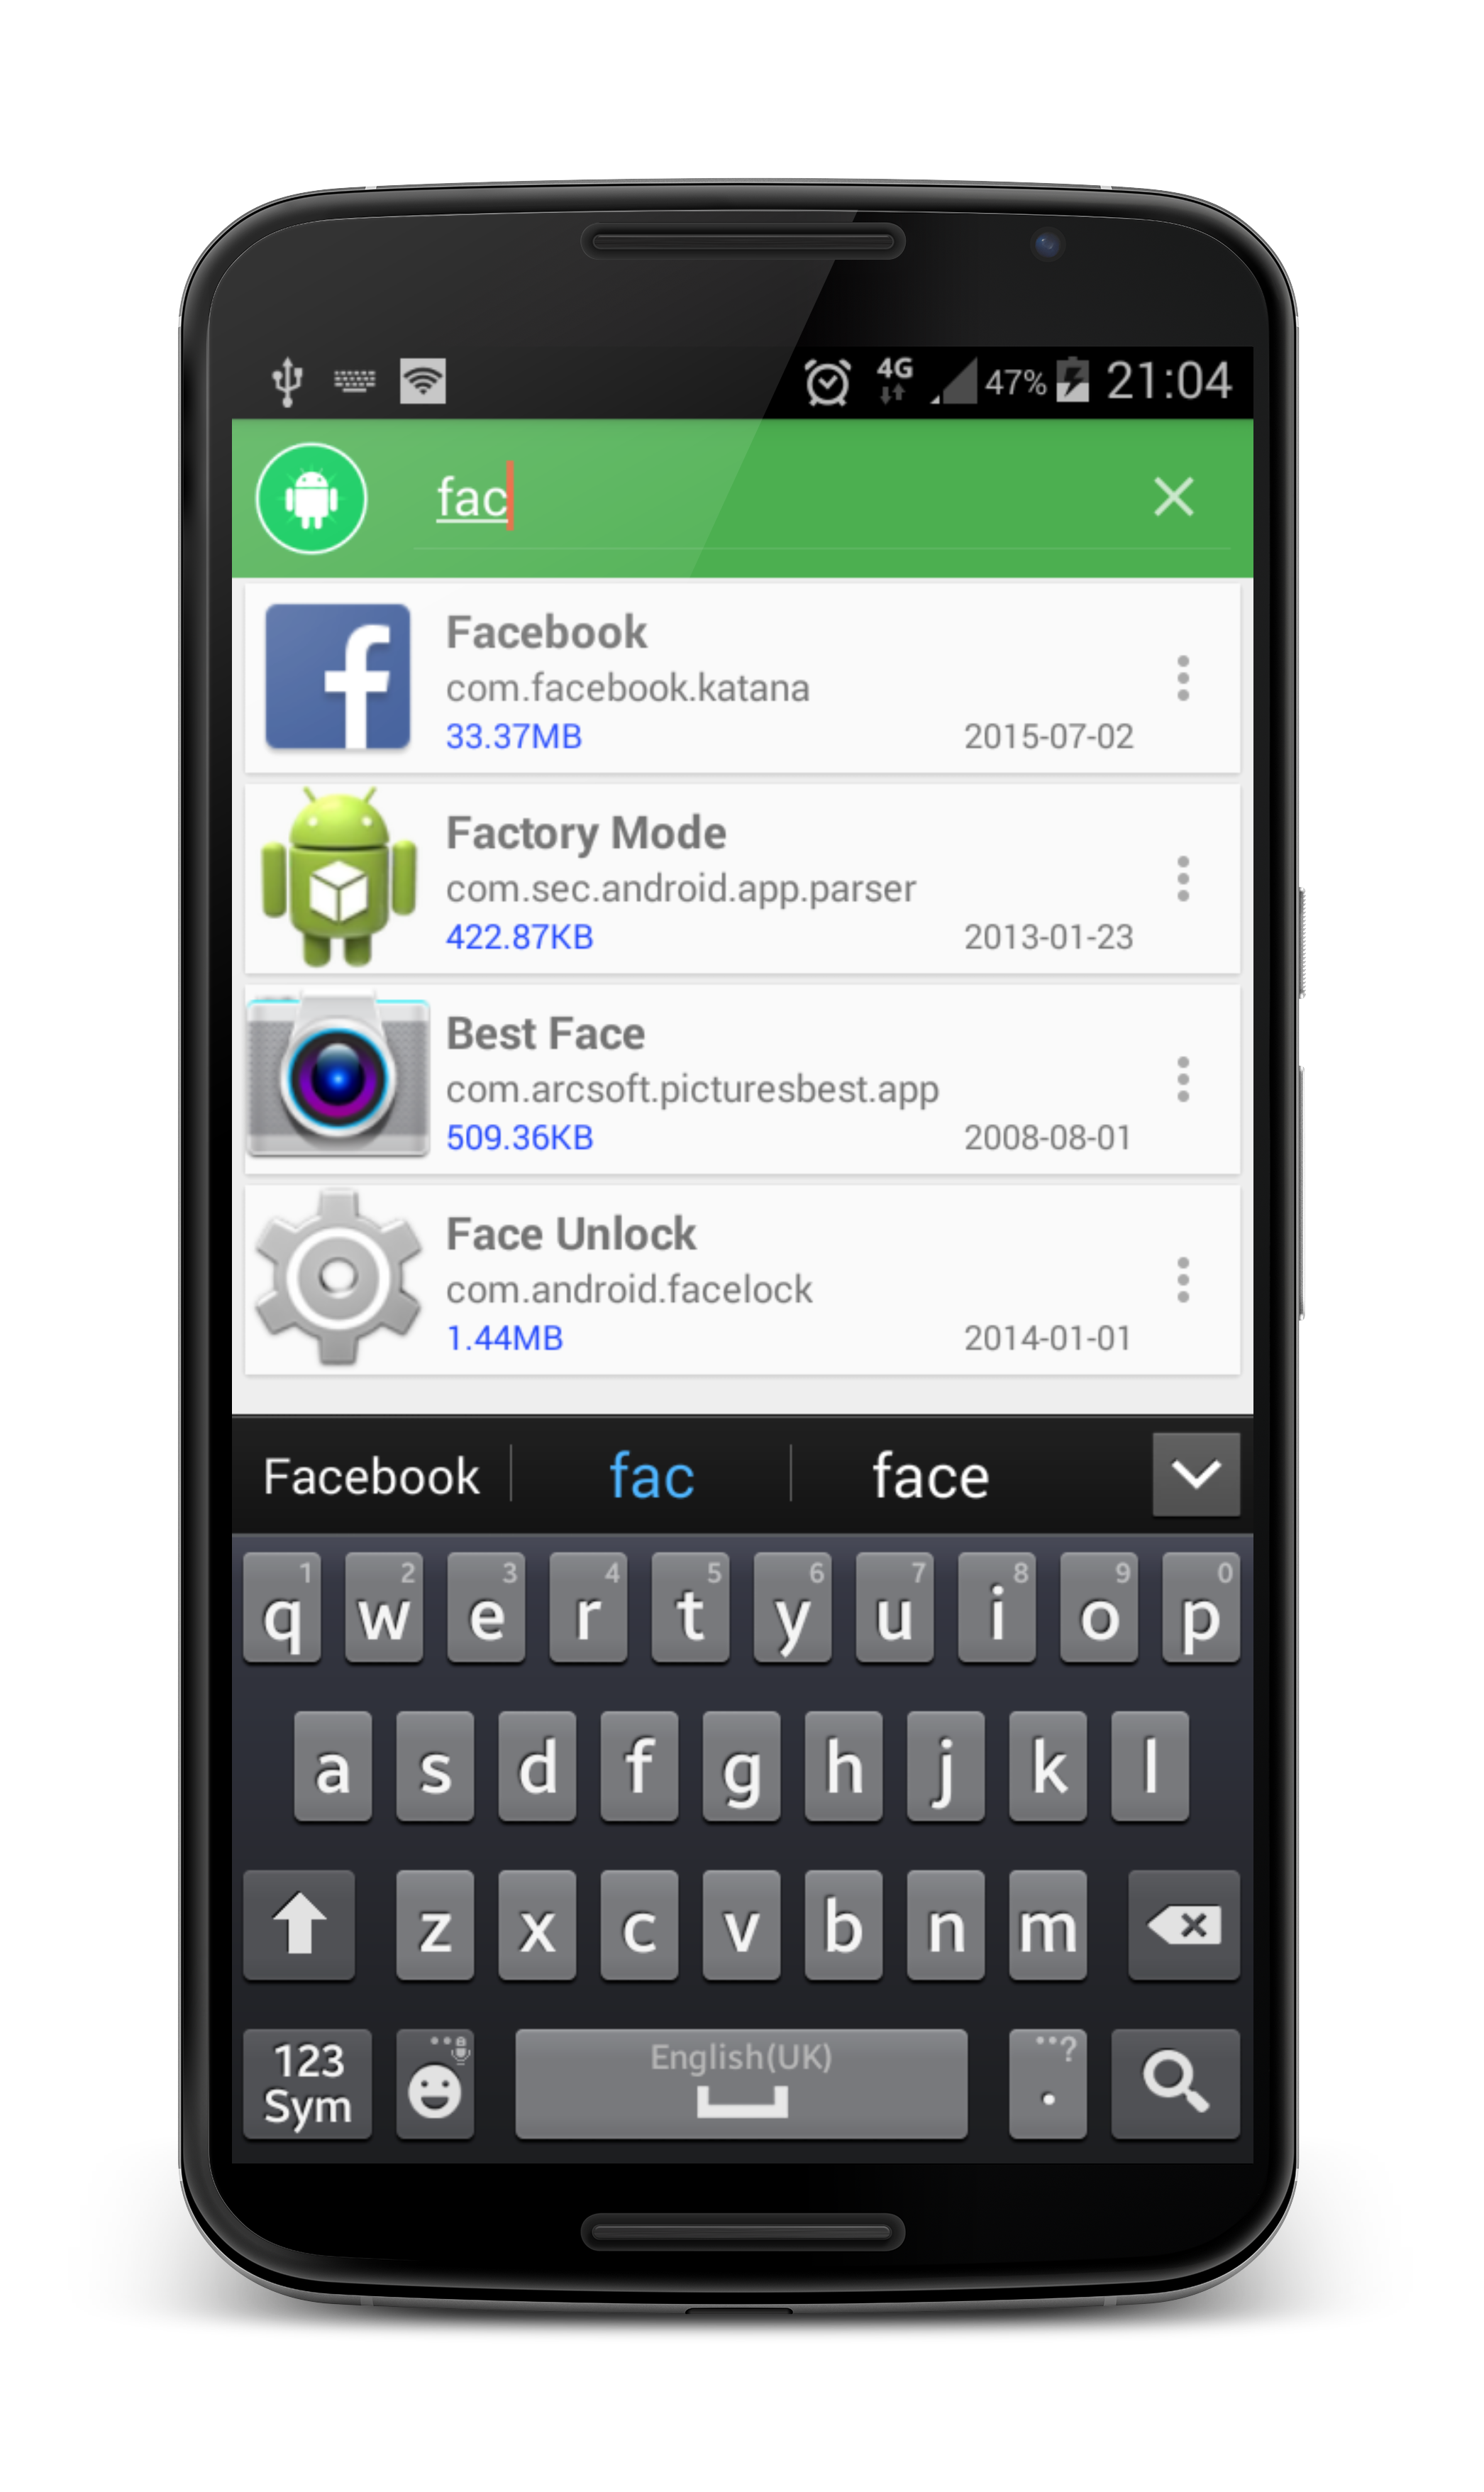 4G 47% 21:04
fac
Facebook
com.facebook.katana
33.37MB 2015-07-02
Factory Mode
com.sec.android.app.parser
422.87KB 2013-01-23
Best Face
com.arcsoft.picturesbest.app
509.36KB 2008-08-01
Face Unlock
com.android.facelock
1.44MB 2014-01-01
Facebook fac face
1 2 3 4 5 6 7 8 9 0
q w e r t y u i o p
a s d f g h j k l
z x c v b n m
123 English(UK) ..?
Sym .